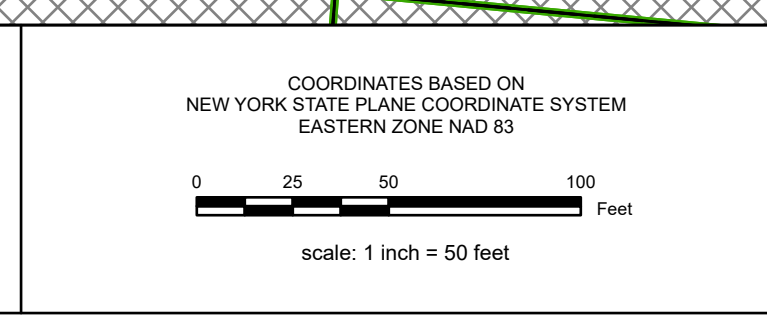 COORDINATES BASED ON
NEW YORK STATE PLANE COORDINATE SYSTEM
EASTERN ZONE NAD 83
0 25 50 100
Feet
scale: 1 inch = 50 feet